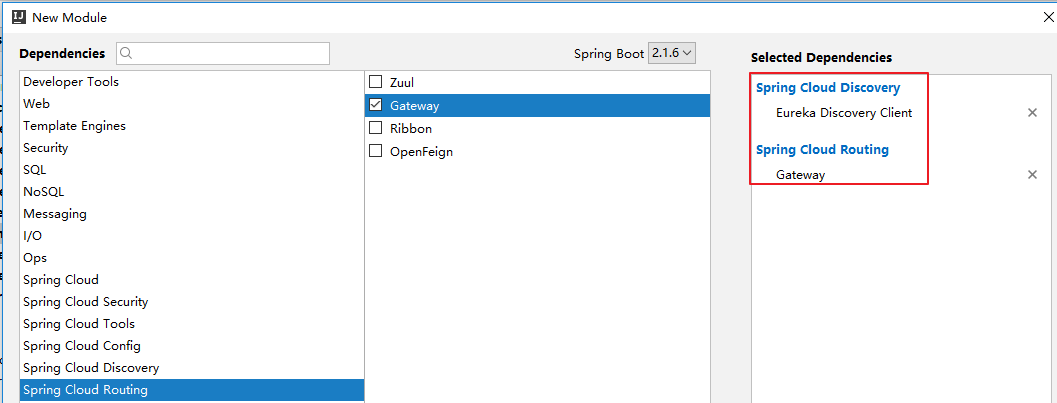 New Module
Dependencies
Spring Boot 2.1.6
Selected Dependencies
Developer Tools
Web
Template Engines
Security
SQL
NoSQL
Messaging
I/O
Ops
Spring Cloud
Spring Cloud Security
Spring Cloud Tools
Spring Cloud Config
Spring Cloud Discovery
Spring Cloud Routing
Zuul
Gateway
Ribbon
OpenFeign
Spring Cloud Discovery
Eureka Discovery Client
Spring Cloud Routing
Gateway